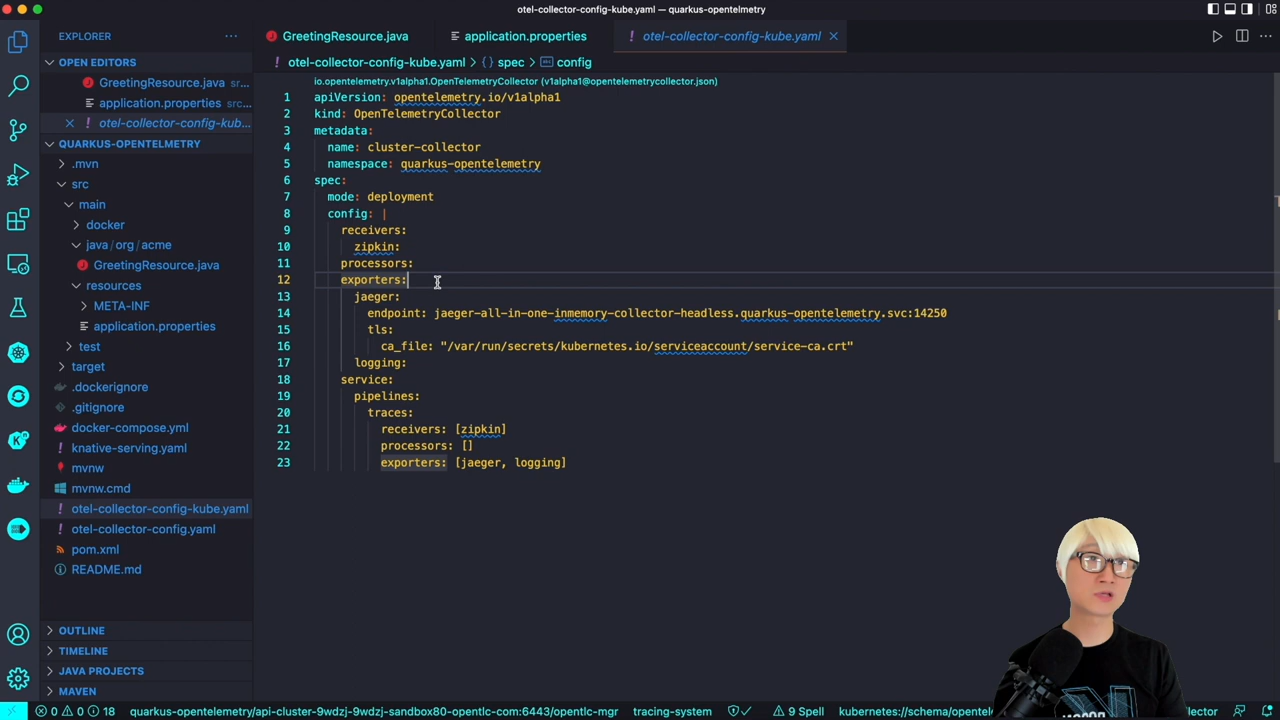 otel-collector-config-kube.yaml — quarkus-opentelmetry
EXPLORER
OPEN EDITORS
GreetingResource.java sr...
application.properties src...
otel-collector-config-kub...
QUARKUS-OPENTELMETRY
.mvn
src
main
docker
java/org/acme
GreetingResource.java
resources
META-INF
application.properties
test
target
.dockerignore
.gitignore
docker-compose.yml
knative-serving.yaml
mvnw
mvnw.cmd
otel-collector-config-kube.yaml
otel-collector-config.yaml
pom.xml
README.md
OUTLINE
TIMELINE
JAVA PROJECTS
MAVEN
GreetingResource.java application.properties otel-collector-config-kube.yaml
otel-collector-config-kube.yaml > {} spec > config
io.opentelemetry.v1alpha1.OpenTelemetryCollector (v1alpha1@opentelemetrycollector.json)
1 apiVersion: opentelemetry.io/v1alpha1
2 kind: OpenTelemetryCollector
3 metadata:
4 name: cluster-collector
5 namespace: quarkus-opentelemetry
6 spec:
7 mode: deployment
8 config: |
9 receivers:
10 zipkin:
11 processors:
12 exporters:
13 jaeger:
14 endpoint: jaeger-all-in-one-inmemory-collector-headless.quarkus-opentelemetry.svc:14250
15 tls:
16 ca_file: "/var/run/secrets/kubernetes.io/serviceaccount/service-ca.crt"
17 logging:
18 service:
19 pipelines:
20 traces:
21 receivers: [zipkin]
22 processors: []
23 exporters: [jaeger, logging]
0 0 18 quarkus-opentelemetry/api-cluster-9wdzj-9wdzj-sandbox80-opentlc-com:6443/opentlc-mgr tracing-system 9 Spell kubernetes://schema/opentel